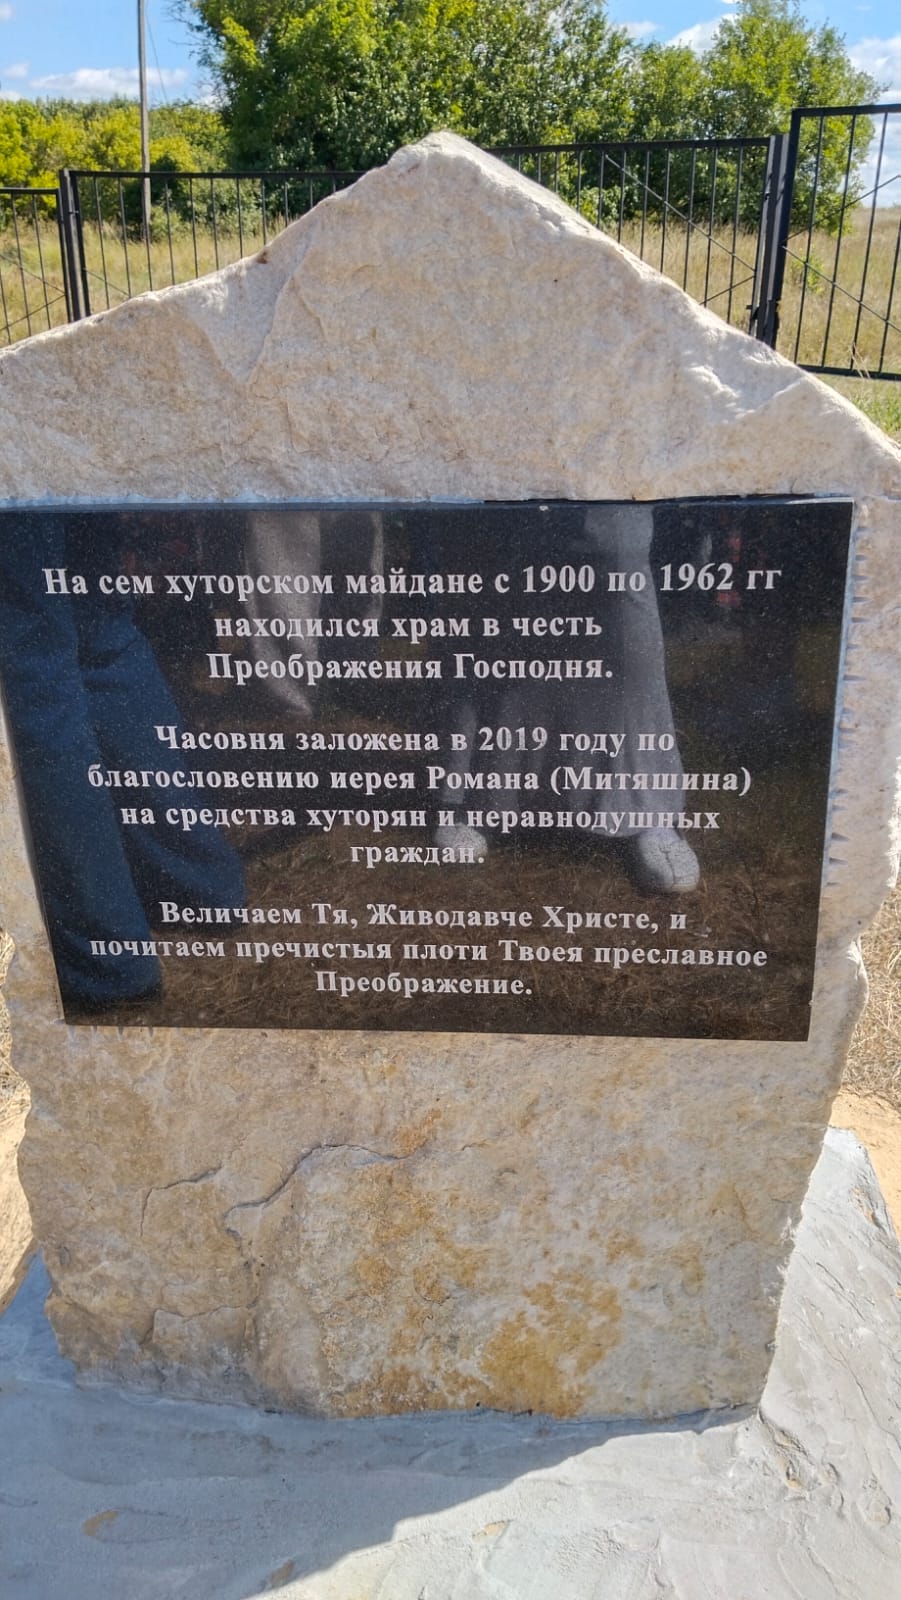 На сем хуторском майдане с 1900 по 1962 гг
находился храм в честь
Преображения Господня.
Часовня заложена в 2019 году по
благословению иерея Романа (Митяшина)
на средства хуторян и неравнодушных
граждан.
Величаем Тя, Живодавче Христе, и
почитаем пречистыя плоти Твоея преславное
Преображение.